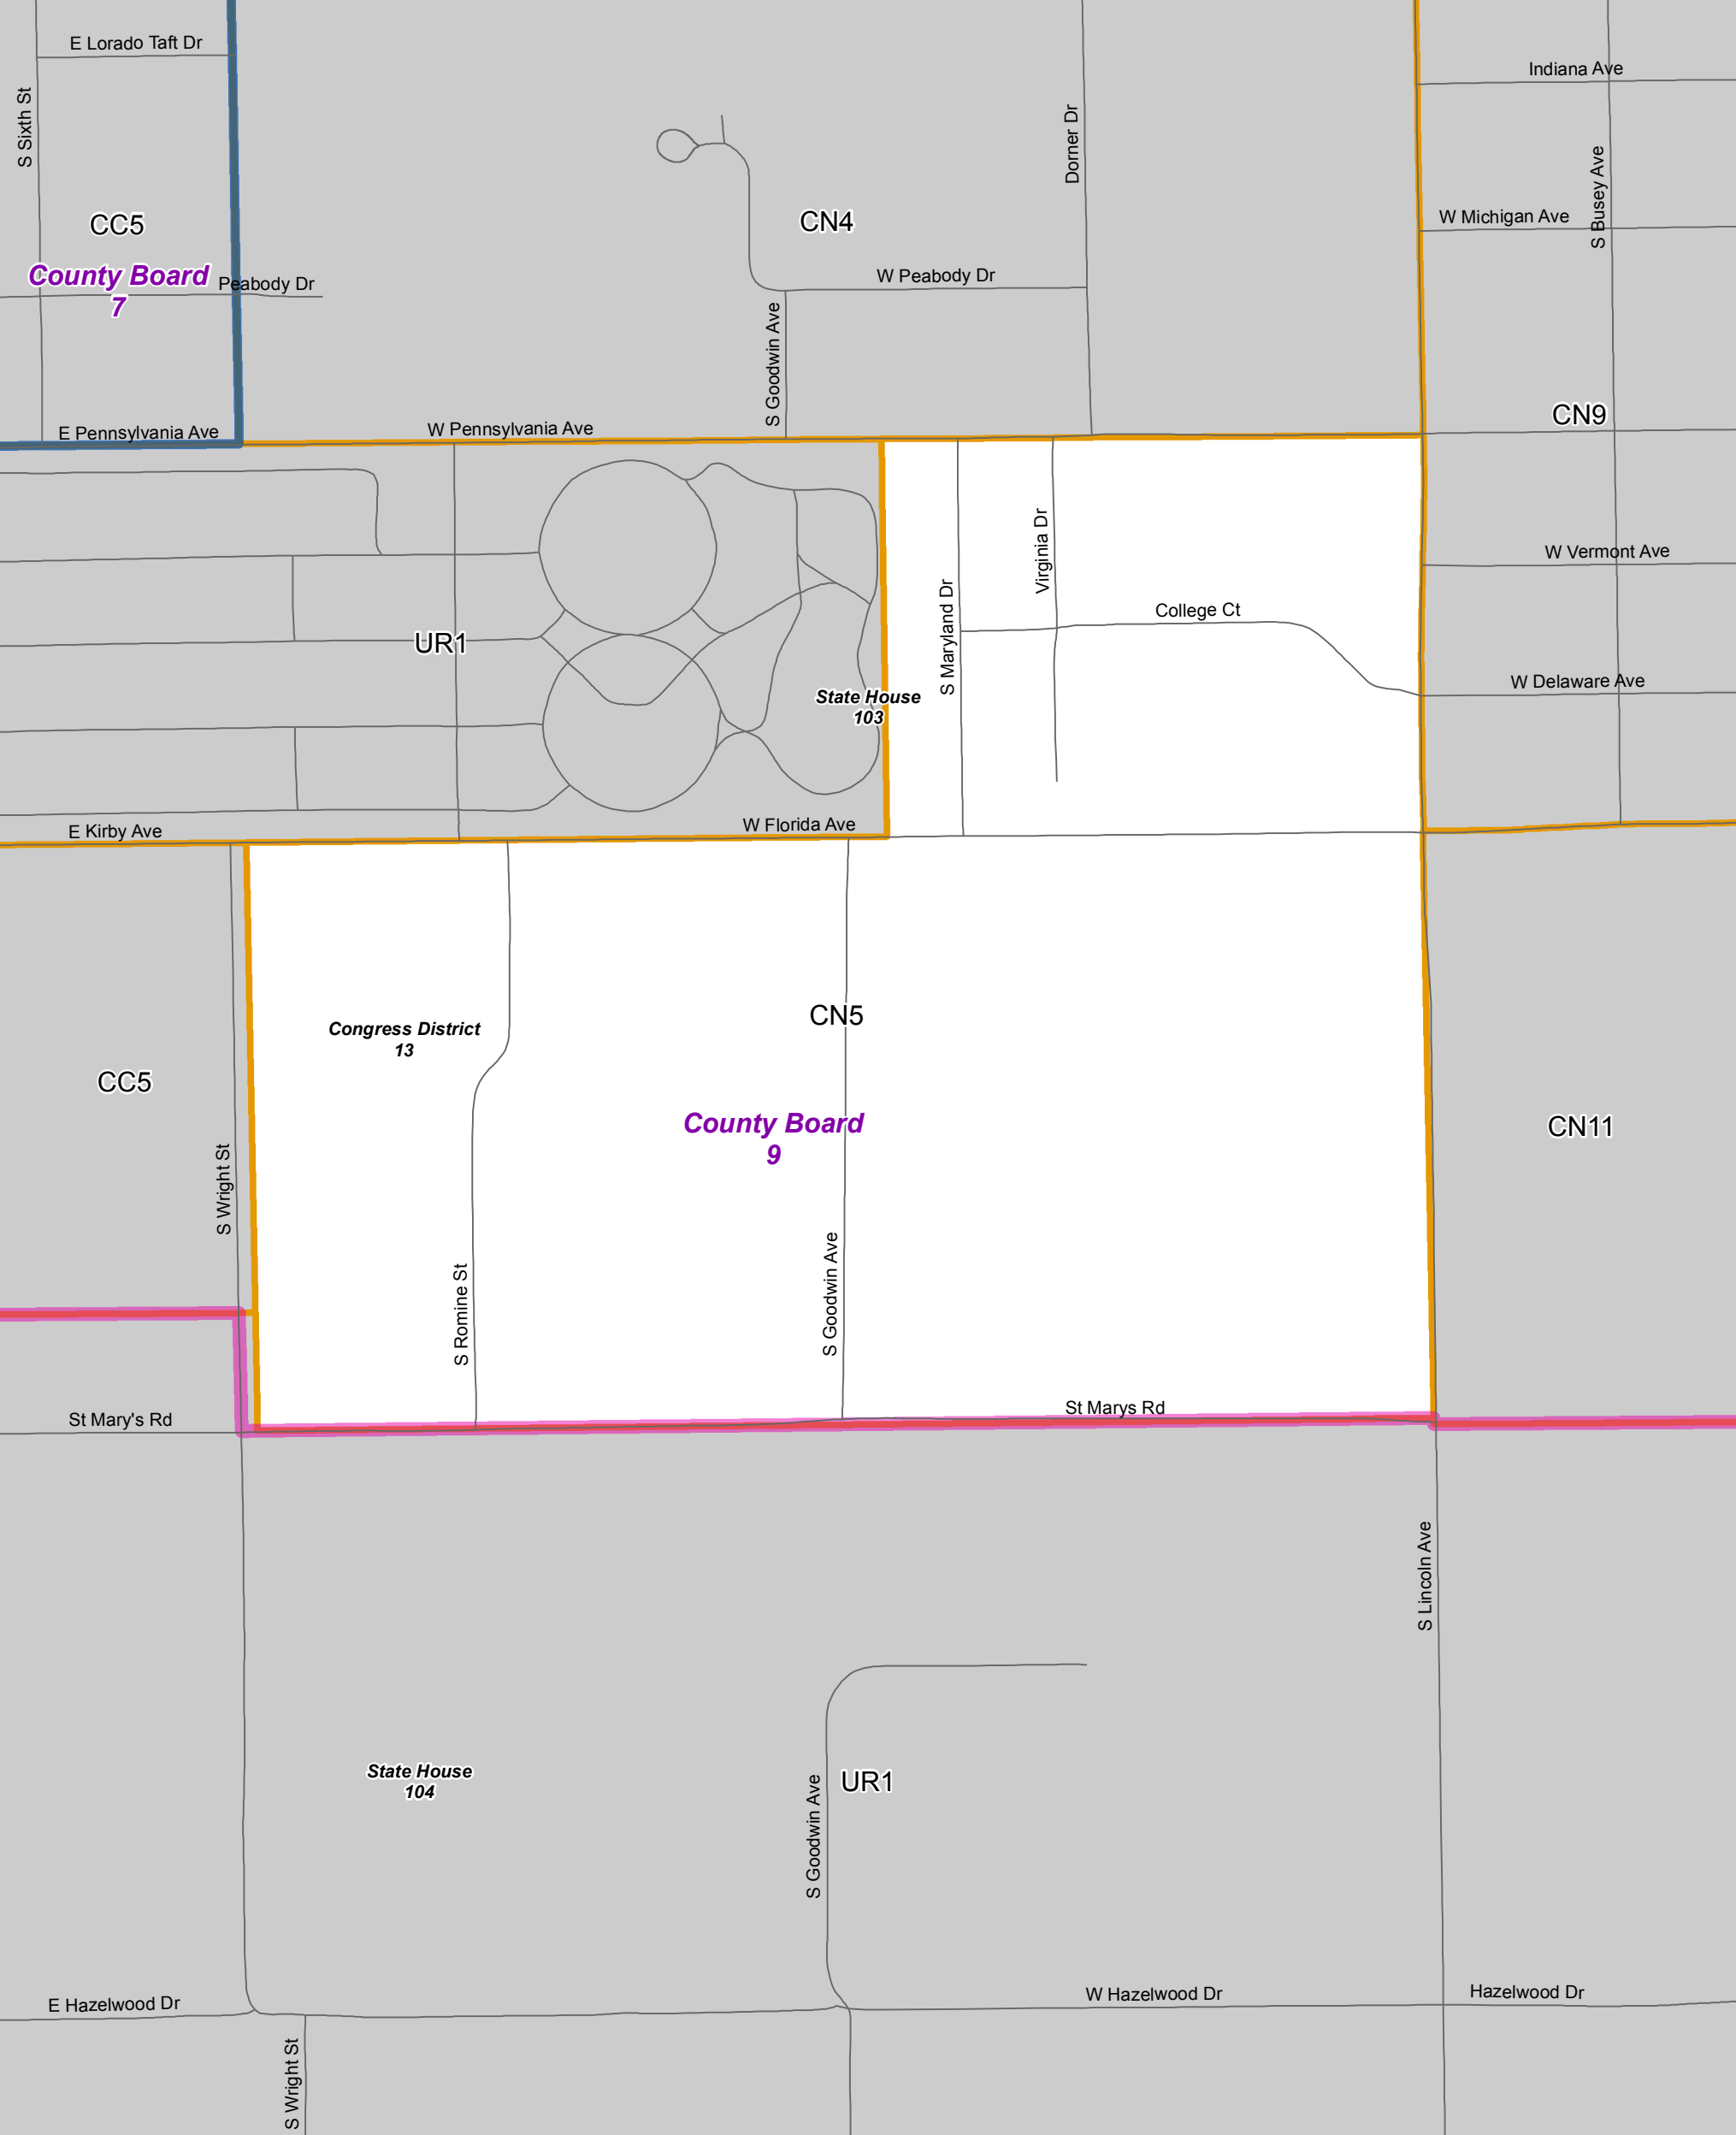 E Lorado Taft Dr
Indiana Ave
S Sixth St
Dorner Dr
S Busey Ave
W Michigan Ave
CC5
CN4
County Board
7
Peabody Dr
W Peabody Dr
S Goodwin Ave
CN9
E Pennsylvania Ave
W Pennsylvania Ave
Virginia Dr
W Vermont Ave
College Ct
S Maryland Dr
UR1
W Delaware Ave
State House
103
E Kirby Ave
W Florida Ave
CN5
Congress District
13
CC5
County Board
9
CN11
S Wright St
S Romine St
S Goodwin Ave
St Mary's Rd
St Marys Rd
S Lincoln Ave
State House
104
UR1
S Goodwin Ave
E Hazelwood Dr
W Hazelwood Dr
Hazelwood Dr
S Wright St